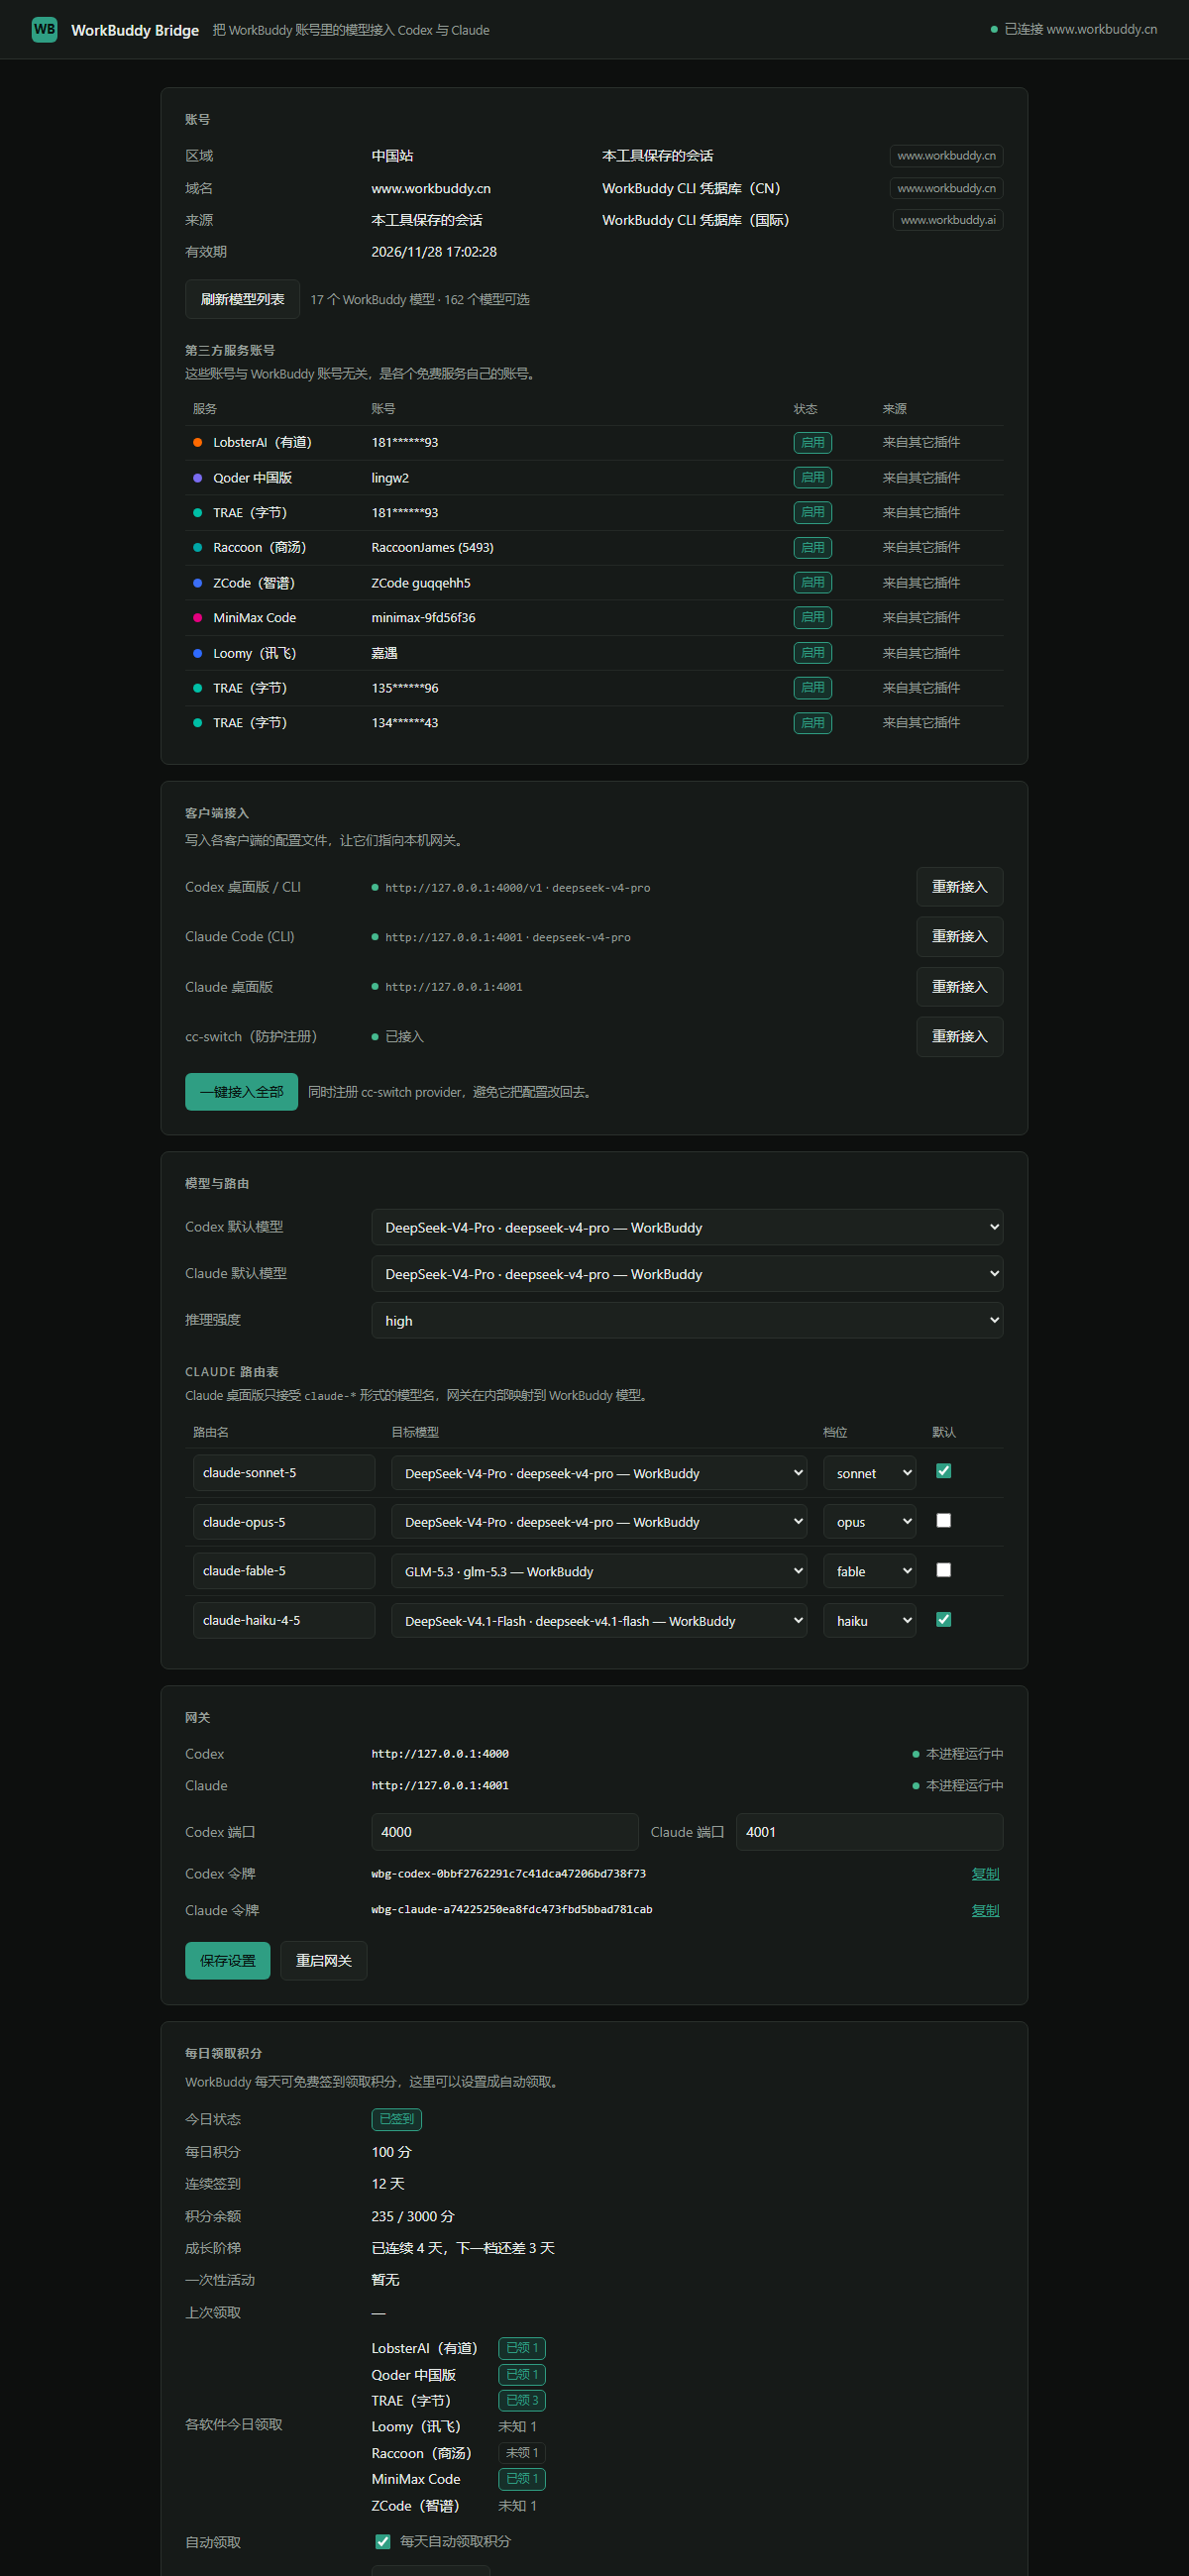 WB WorkBuddy Bridge 把 WorkBuddy 账号里的模型接入 Codex 与 Claude 已连接 www.workbuddy.cn
账号
区域 中国站 本工具保存的会话 www.workbuddy.cn
域名 www.workbuddy.cn WorkBuddy CLI 凭据库（CN） www.workbuddy.cn
来源 本工具保存的会话 WorkBuddy CLI 凭据库（国际） www.workbuddy.ai
有效期 2026/11/28 17:02:28
刷新模型列表 17 个 WorkBuddy 模型 · 162 个模型可选
第三方服务账号
这些账号与 WorkBuddy 账号无关，是各个免费服务自己的账号。
服务 账号 状态 来源
LobsterAI（有道） 181******93 启用 来自其它插件
Qoder 中国版 lingw2 启用 来自其它插件
TRAE（字节） 181******93 启用 来自其它插件
Raccoon（商汤） RaccoonJames (5493) 启用 来自其它插件
ZCode（智谱） ZCode guqqehh5 启用 来自其它插件
MiniMax Code minimax-9fd56f36 启用 来自其它插件
Loomy（讯飞） 嘉遇 启用 来自其它插件
TRAE（字节） 135******96 启用 来自其它插件
TRAE（字节） 134******43 启用 来自其它插件
客户端接入
写入各客户端的配置文件，让它们指向本机网关。
Codex 桌面版 / CLI http://127.0.0.1:4000/v1 · deepseek-v4-pro 重新接入
Claude Code (CLI) http://127.0.0.1:4001 · deepseek-v4-pro 重新接入
Claude 桌面版 http://127.0.0.1:4001 重新接入
cc-switch（防护注册） 已接入 重新接入
一键接入全部 同时注册 cc-switch provider，避免它把配置改回去。
模型与路由
Codex 默认模型 DeepSeek-V4-Pro · deepseek-v4-pro — WorkBuddy
Claude 默认模型 DeepSeek-V4-Pro · deepseek-v4-pro — WorkBuddy
推理强度 high
CLAUDE 路由表
Claude 桌面版只接受 claude-* 形式的模型名，网关在内部映射到 WorkBuddy 模型。
路由名 目标模型 档位 默认
claude-sonnet-5 DeepSeek-V4-Pro · deepseek-v4-pro — WorkBuddy sonnet
claude-opus-5 DeepSeek-V4-Pro · deepseek-v4-pro — WorkBuddy opus
claude-fable-5 GLM-5.3 · glm-5.3 — WorkBuddy fable
claude-haiku-4-5 DeepSeek-V4.1-Flash · deepseek-v4.1-flash — WorkBuddy haiku
网关
Codex http://127.0.0.1:4000 本进程运行中
Claude http://127.0.0.1:4001 本进程运行中
Codex 端口 4000 Claude 端口 4001
Codex 令牌 wbg-codex-0bbf2762291c7c41dca47206bd738f73 复制
Claude 令牌 wbg-claude-a74225250ea8fdc473fbd5bbad781cab 复制
保存设置 重启网关
每日领取积分
WorkBuddy 每天可免费签到领取积分，这里可以设置成自动领取。
今日状态 已签到
每日积分 100 分
连续签到 12 天
积分余额 235 / 3000 分
成长阶梯 已连续 4 天，下一档还差 3 天
一次性活动 暂无
上次领取 —
各软件今日领取
LobsterAI（有道） 已领 1
Qoder 中国版 已领 1
TRAE（字节） 已领 3
Loomy（讯飞） 未知 1
Raccoon（商汤） 未领 1
MiniMax Code 已领 1
ZCode（智谱） 未知 1
自动领取 每天自动领取积分